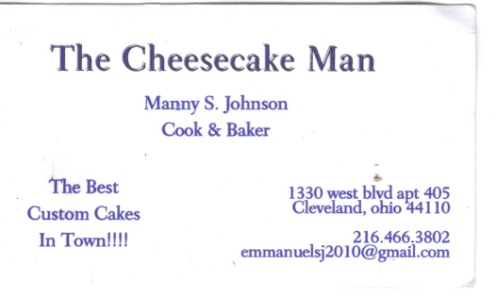 The Cheesecake Man
Manny S. Johnson
Cook & Baker
The Best
Custom Cakes
In Town!!!!
1330 west blvd apt 405
Cleveland, ohio 44110
216.466.3802
emmanuelsj2010@gmail.com